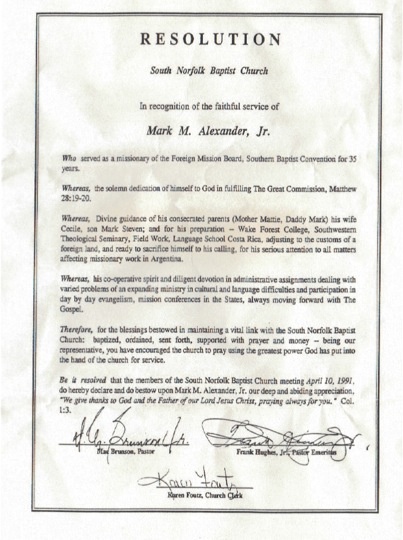 RESOLUTION
South Norfolk Baptist Church
In recognition of the faithful service of
Mark M. Alexander, Jr.
Who served as a missionary of the Foreign Mission Board, Southern Baptist Convention for 35
years.
Whereas, the solemn dedication of himself to God in fulfilling The Great Commission, Matthew
28:19-20.
Whereas, Divine guidance of his consecrated parents (Mother Mattie, Daddy Mark) his wife
Cecile, son Mark Steven; and for his preparation -- Wake Forest College, Southwestern
Theological Seminary, Field Work, Language School Costa Rica, adjusting to the customs of a
foreign land, and ready to sacrifice himself to his calling, for his serious attention to all matters
affecting missionary work in Argentina.
Whereas, his co-operative spirit and diligent devotion in administrative assignments dealing with
varied problems of an expanding ministry in cultural and language difficulties and participation in
day by day evangelism, mission conferences in the States, always moving forward with The
Gospel.
Therefore, for the blessings bestowed in maintaining a vital link with the South Norfolk Baptist
Church: baptized, ordained, sent forth, supported with prayer and money -- being our
representative, you have encouraged the church to pray using the greatest power God has put into
the hand of the church for service.
Be it resolved that the members of the South Norfolk Baptist Church meeting April 10, 1991,
do hereby declare and do bestow upon Mark M. Alexander, Jr. our deep and abiding appreciation.
"We give thanks to God and the Father of our Lord Jesus Christ, praying always for you." Col.
1:3.
Mac Brunson, Pastor
Frank Hughes, Jr., Pastor Emeritus
Karen Foutz
Karen Foutz, Church Clerk